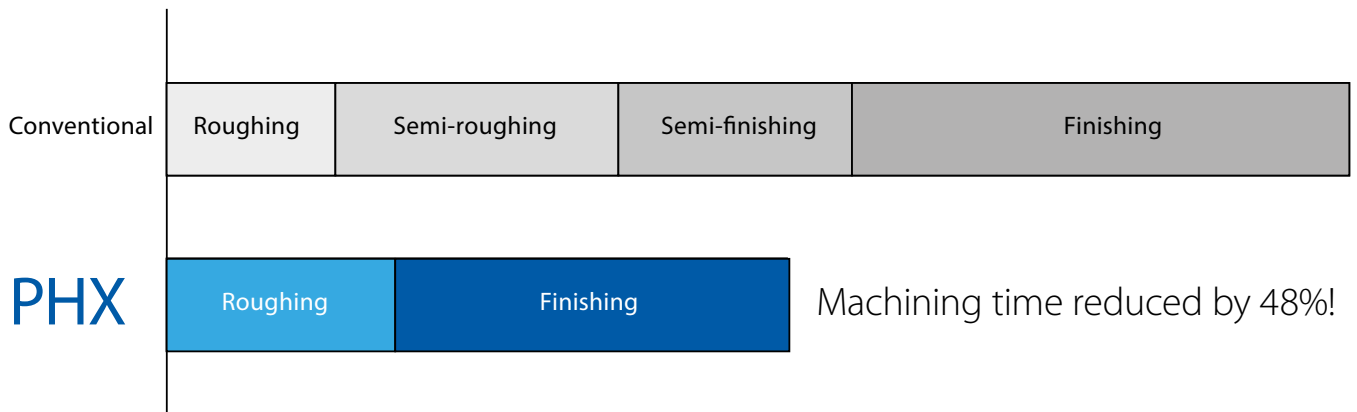 Conventional
Roughing
Semi-roughing
Semi-finishing
Finishing
PHX
Roughing
Finishing
Machining time reduced by 48%!